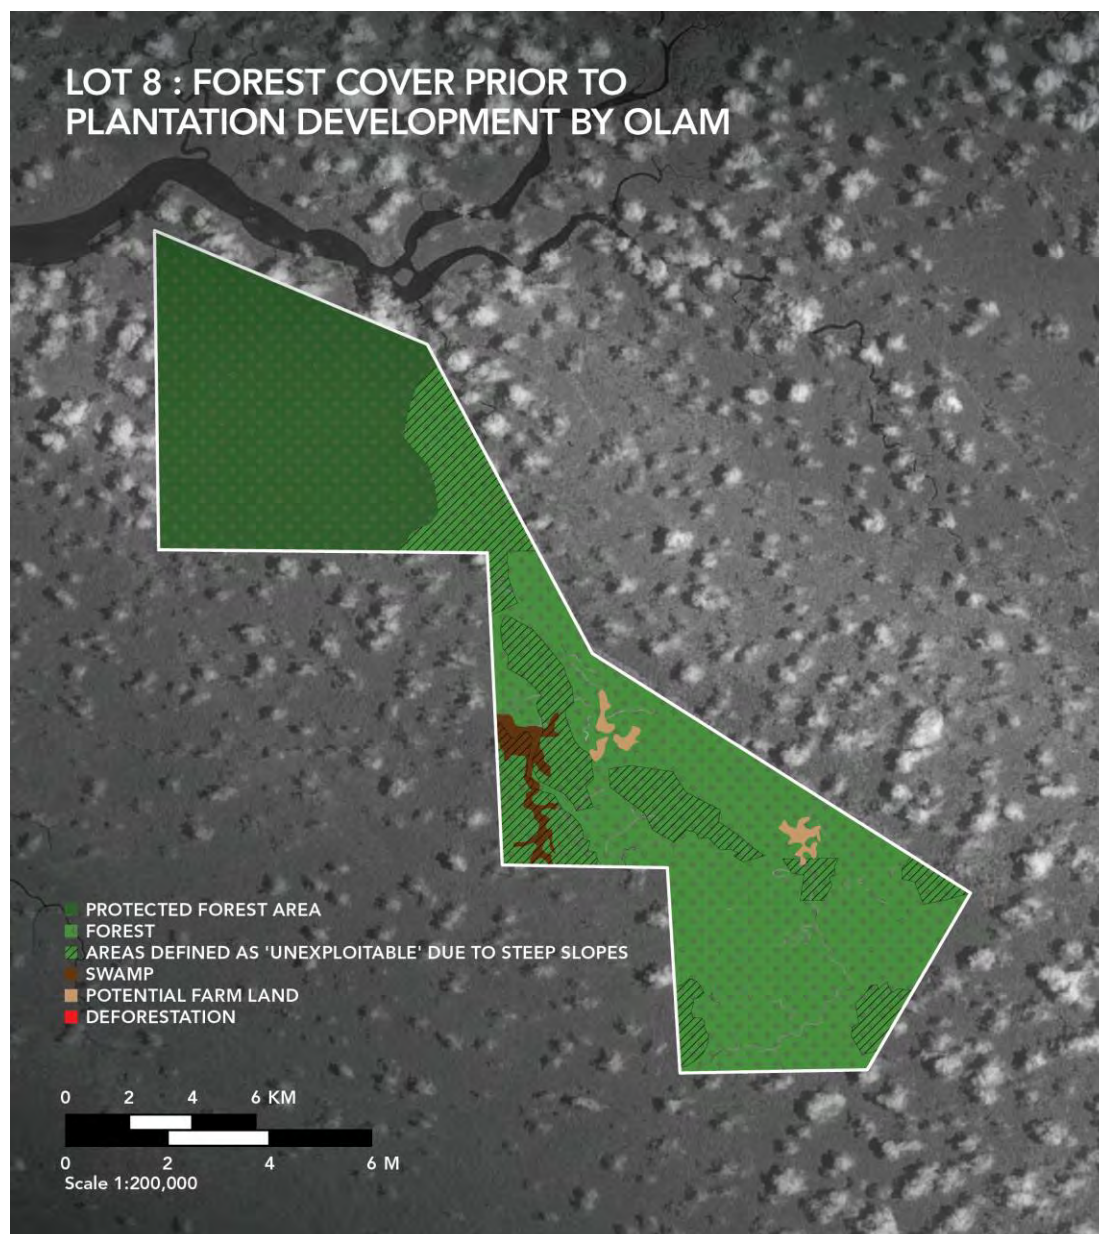 LOT 8 : FOREST COVER PRIOR TO
PLANTATION DEVELOPMENT BY OLAM
PROTECTED FOREST AREA
FOREST
AREAS DEFINED AS 'UNEXPLOITABLE' DUE TO STEEP SLOPES
SWAMP
POTENTIAL FARM LAND
DEFORESTATION
0 2 4 6 KM
0 2 4 6 M
Scale 1:200,000